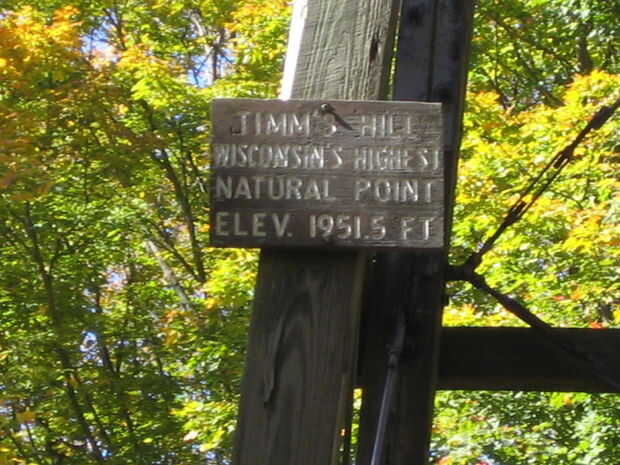 TIMM'S HILL
WISCONSIN'S HIGHEST
NATURAL POINT
ELEV. 1951.5 FT